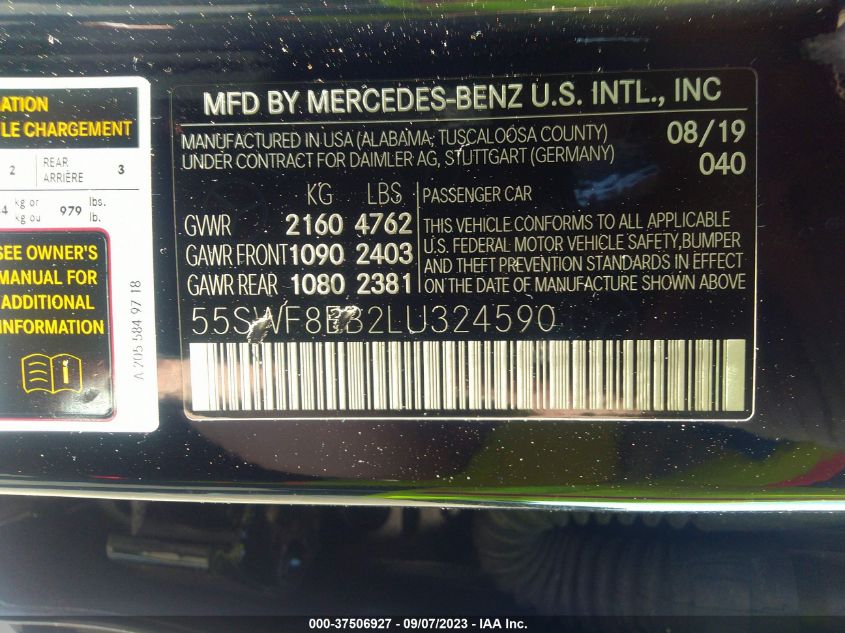 MATION
LE CHARGEMENT
2 REAR ARRIÈRE 3
4 kg or kg ou 979 lbs. lb.
SEE OWNER'S
MANUAL FOR
ADDITIONAL
INFORMATION
A 205 584 97 18
MFD BY MERCEDES-BENZ U.S. INTL., INC
MANUFACTURED IN USA (ALABAMA, TUSCALOOSA COUNTY) 08/19
UNDER CONTRACT FOR DAIMLER AG, STUTTGART (GERMANY) 040
KG LBS
GVWR 2160 4762
GAWR FRONT 1090 2403
GAWR REAR 1080 2381
PASSENGER CAR
THIS VEHICLE CONFORMS TO ALL APPLICABLE
U.S. FEDERAL MOTOR VEHICLE SAFETY, BUMPER
AND THEFT PREVENTION STANDARDS IN EFFECT
ON THE DATE OF MANUFACTURE SHOWN ABOVE
55SWF8EB2LU324590
000-37506927 - 09/07/2023 - IAA Inc.